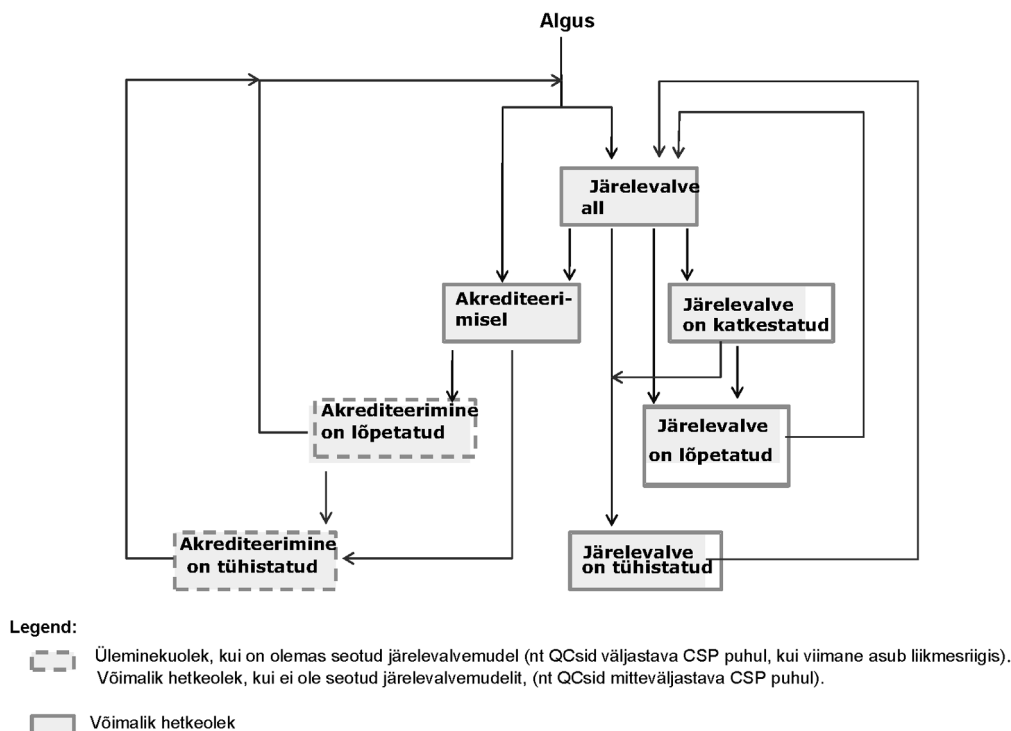 Algus
Järelevalve
all
Akrediteeri-
misel
Järelevalve
on katkestatud
Akrediteerimine
on lõpetatud
Järelevalve
on lõpetatud
Akrediteerimine
on tühistatud
Järelevalve
on tühistatud
Legend:
Üleminekuolek, kui on olemas seotud järelevalvemudel (nt QCsid väljastava CSP puhul, kui viimane asub liikmesriigis).
Võimalik hetkeolek, kui ei ole seotud järelevalvemudelit, (nt QCsid mitteväljastava CSP puhul).
Võimalik hetkeolek